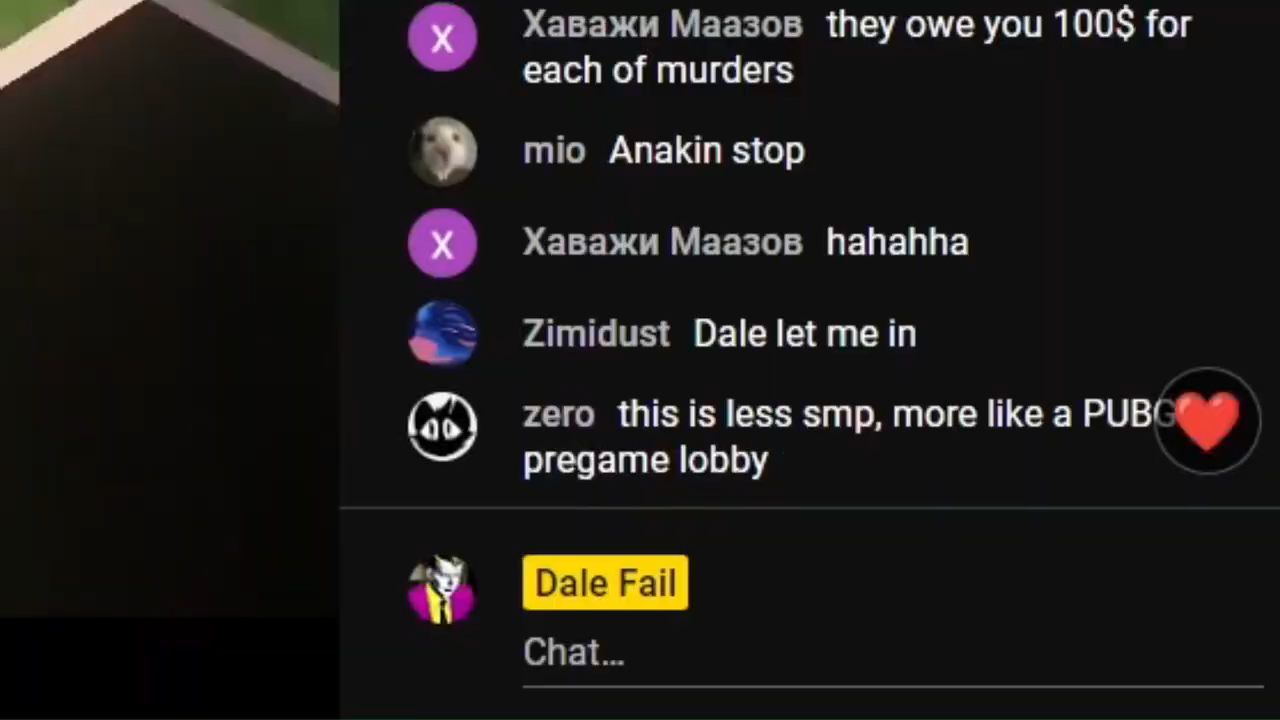 Хаважи Маазов they owe you 100$ for
each of murders
mio Anakin stop
X
Хаважи Маазов hahahha
X
Zimidust Dale let me in
zero this is less smp, more like a PUBG
pregame lobby
Dale Fail
Chat...